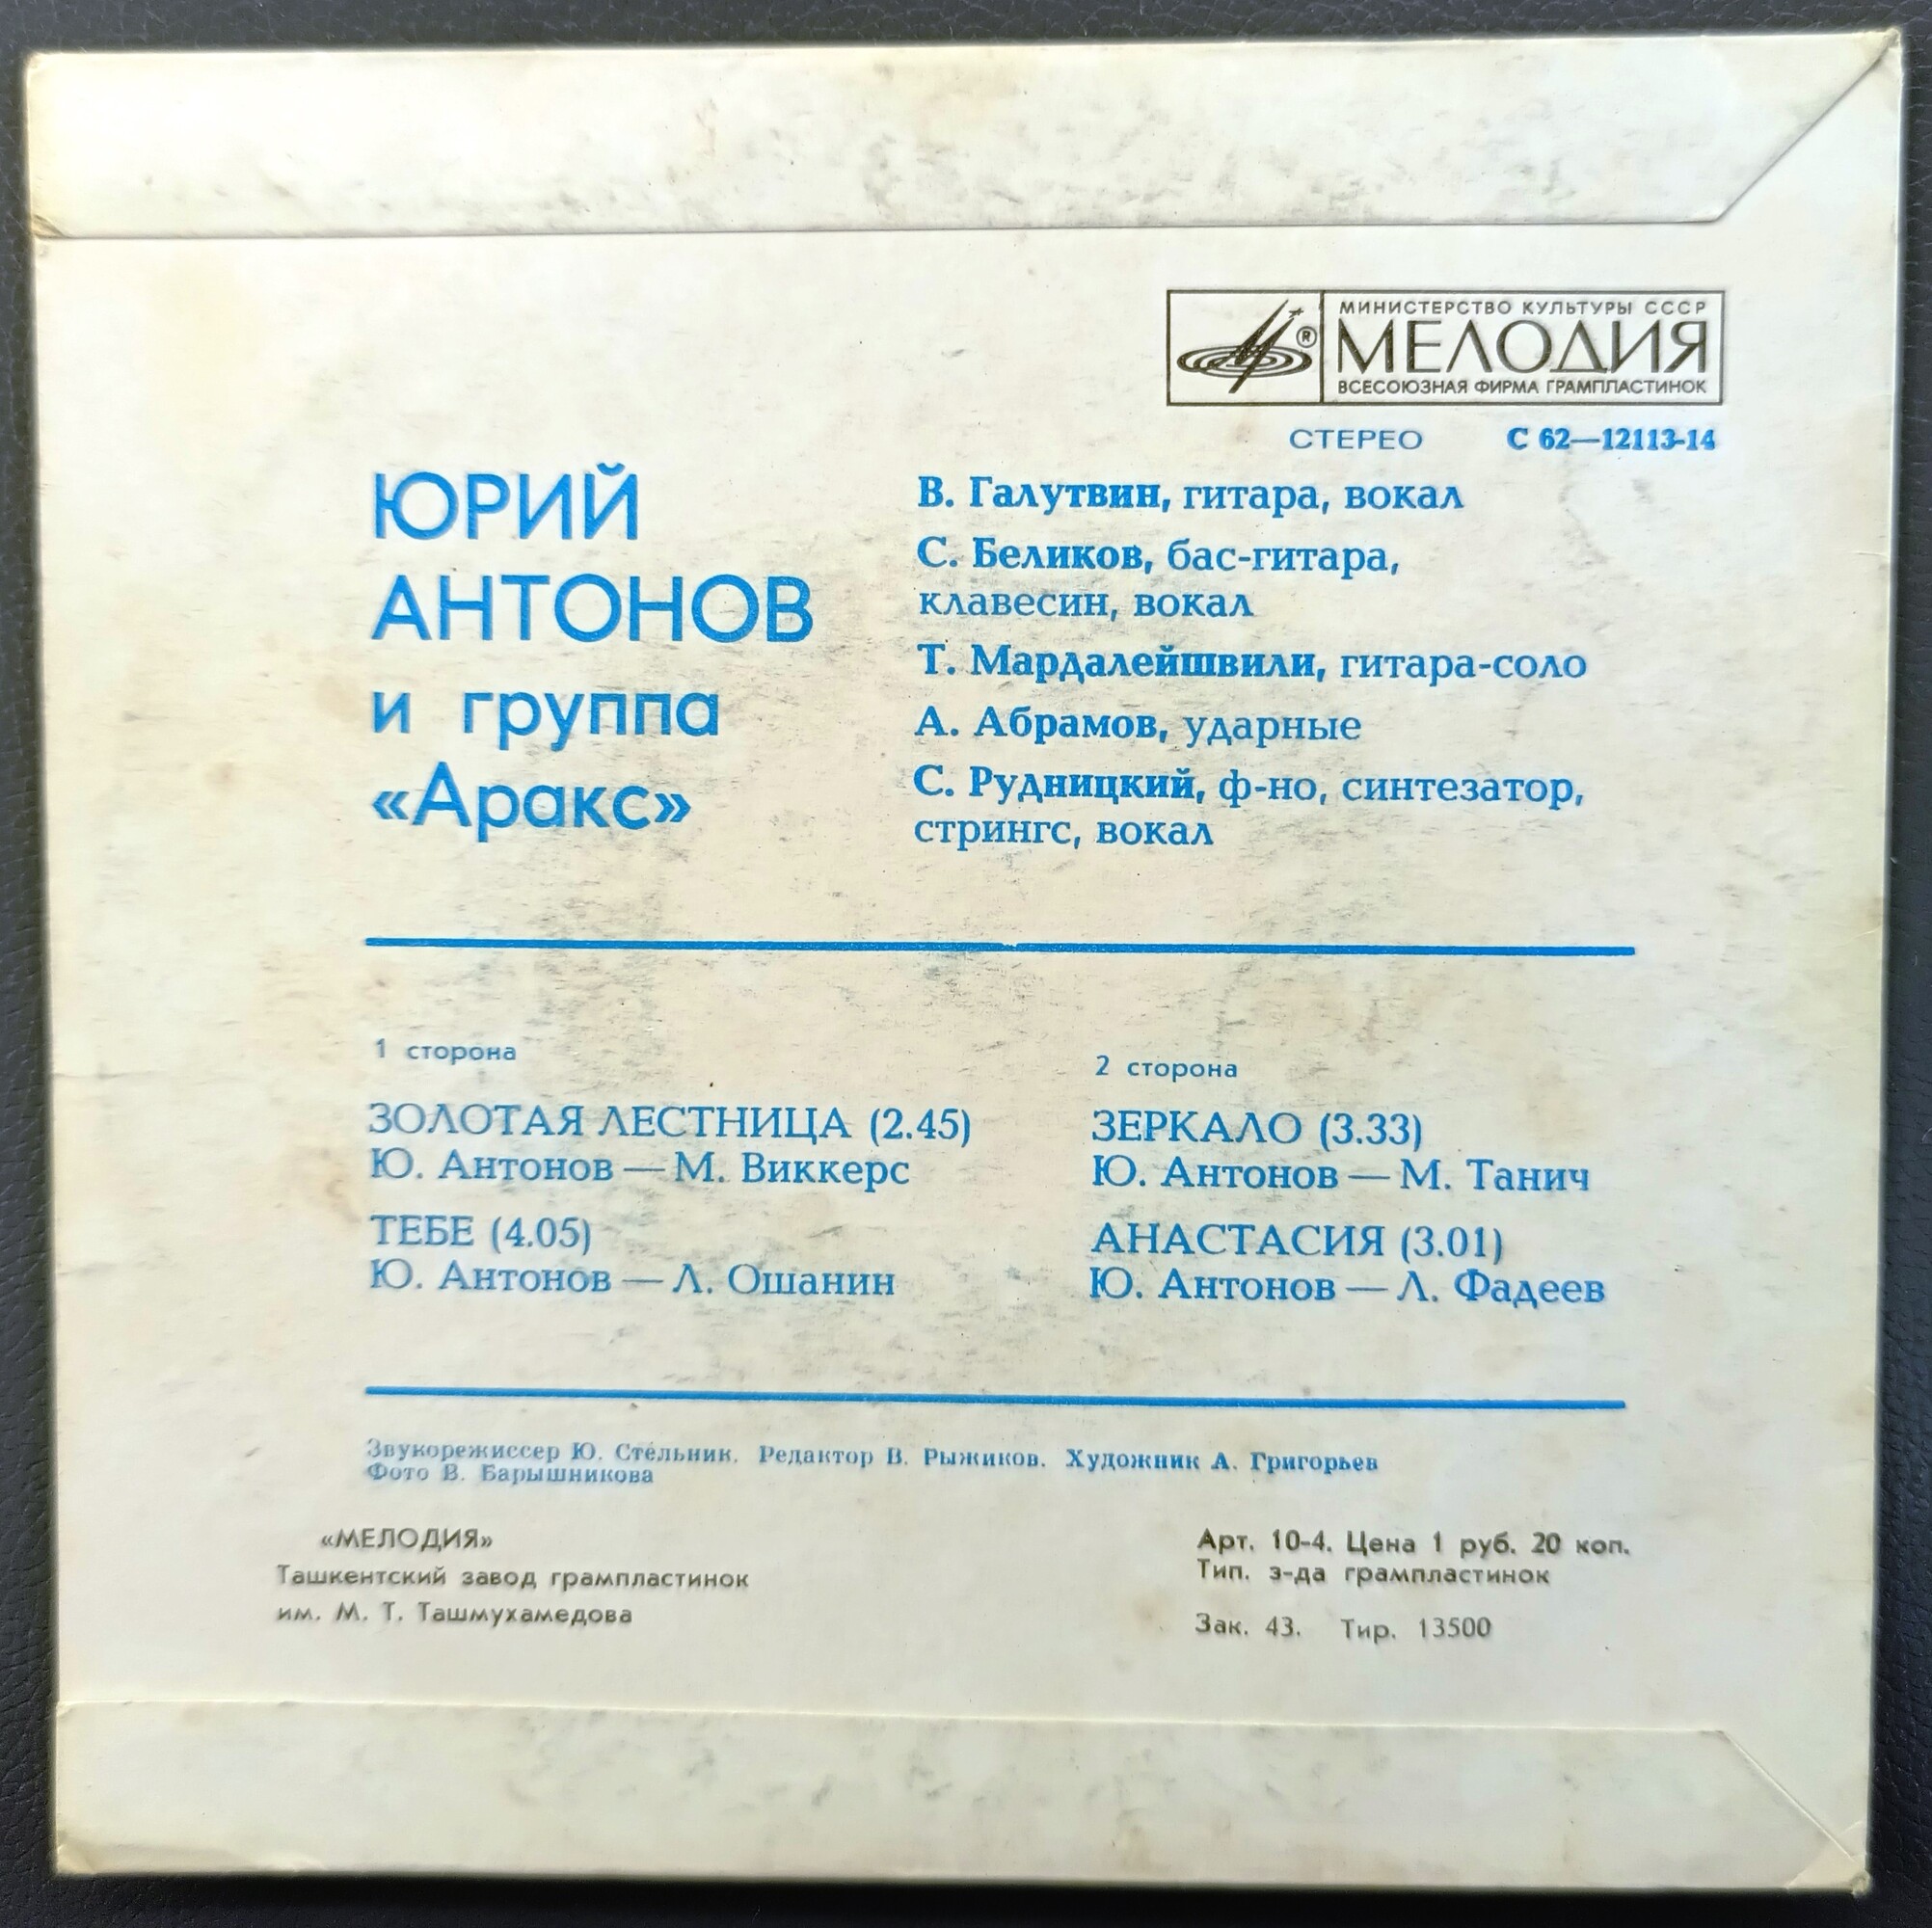 МИНИСТЕРСТВО КУЛЬТУРЫ СССР
МЕЛОДИЯ
ВСЕСОЮЗНАЯ ФИРМА ГРАМПЛАСТИНОК
®
СТЕРЕО С 62—12113-14
ЮРИЙ
АНТОНОВ
и группа
«Аракс»
В. Галутвин, гитара, вокал
С. Беликов, бас-гитара,
клавесин, вокал
Т. Мардалейшвили, гитара-соло
А. Абрамов, ударные
С. Рудницкий, ф-но, синтезатор,
стрингс, вокал
1 сторона
ЗОЛОТАЯ ЛЕСТНИЦА (2.45)
Ю. Антонов — М. Виккерс
ТЕБЕ (4.05)
Ю. Антонов — Л. Ошанин
2 сторона
ЗЕРКАЛО (3.33)
Ю. Антонов — М. Танич
АНАСТАСИЯ (3.01)
Ю. Антонов — Л. Фадеев
Звукорежиссер Ю. Стельник. Редактор В. Рыжиков. Художник А. Григорьев
Фото В. Барышникова
«МЕЛОДИЯ»
Ташкентский завод грампластинок
им. М. Т. Ташмухамедова
Арт. 10-4. Цена 1 руб. 20 коп.
Тип. з-да грампластинок
Зак. 43. Тир. 13500